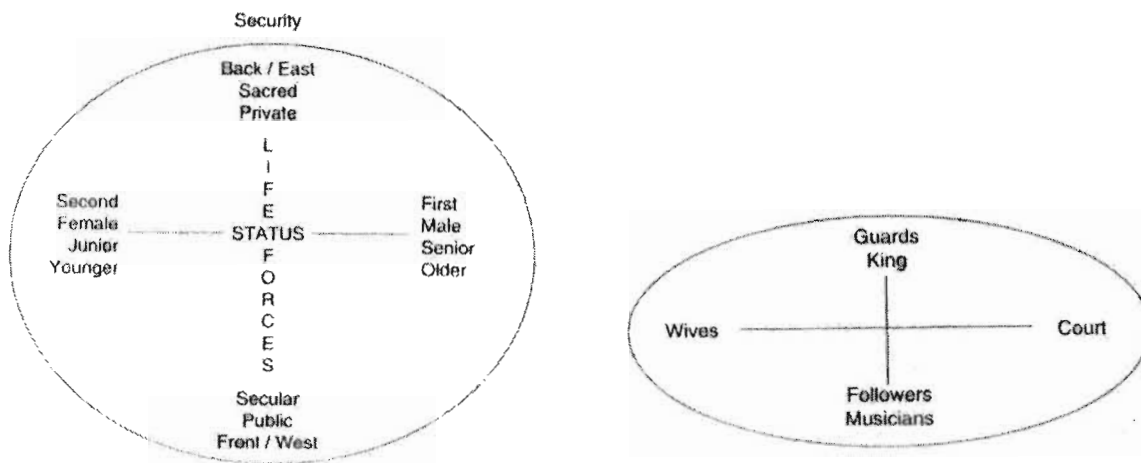 Security
Back / East
Sacred
Private
L
I
F
E
Second
Female
Junior
Younger
STATUS
First
Male
Senior
Older
F
O
R
C
E
S
Secular
Public
Front / West
Guards
King
Wives
Court
Followers
Musicians